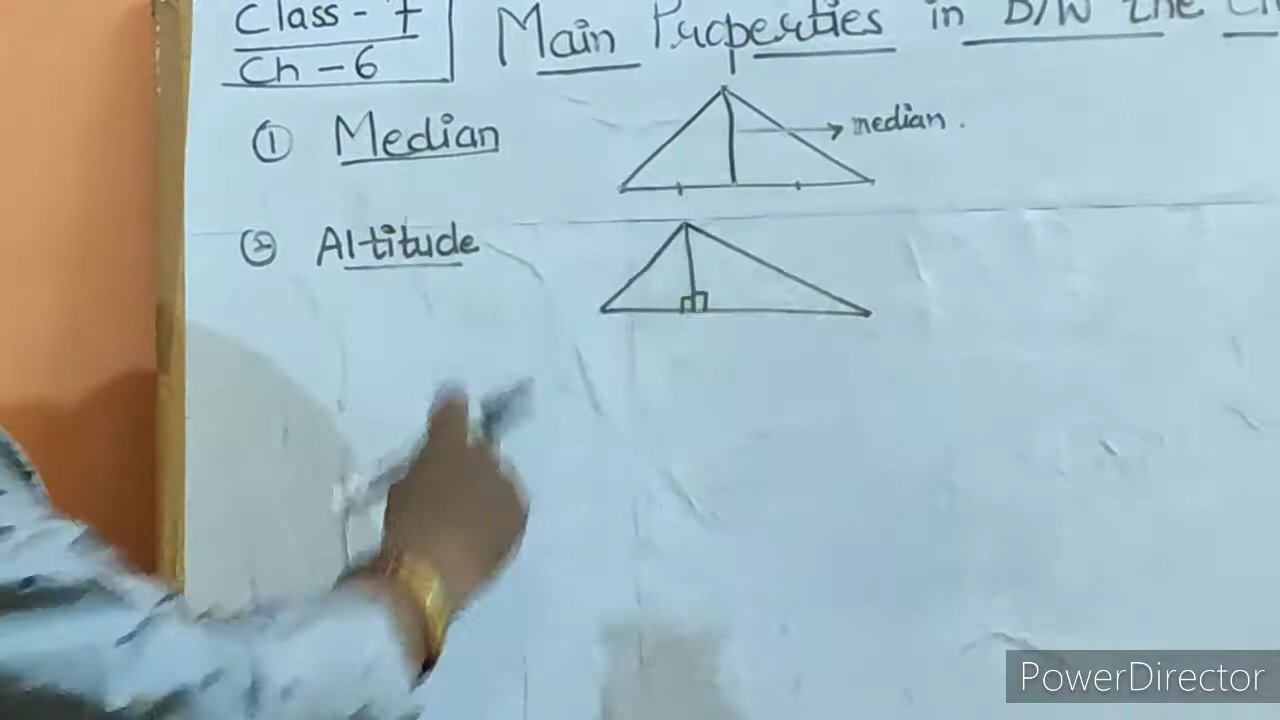 Class - 7
Ch - 6
Main Properties in B/W the
① Median
median.
② Altitude
PowerDirector